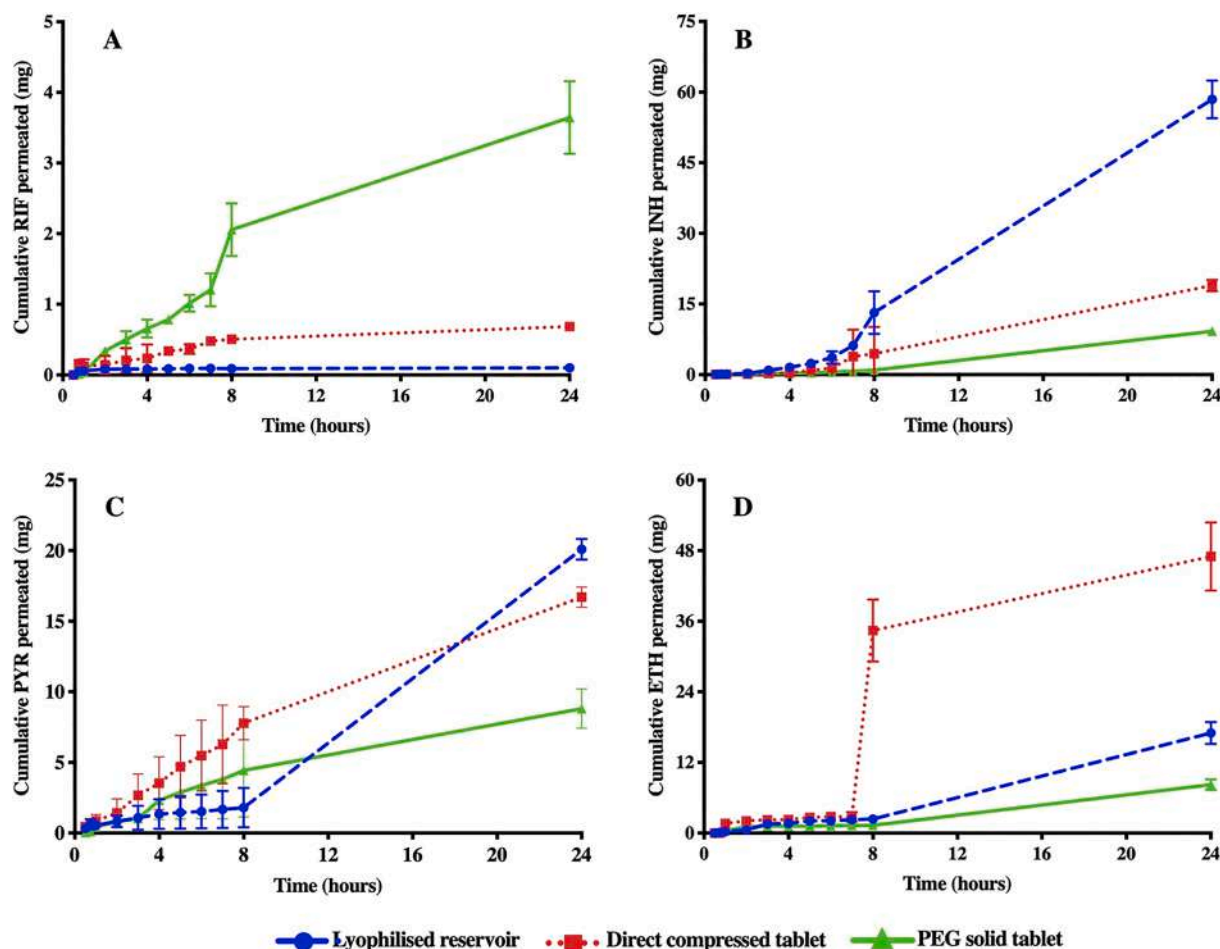 A
Cumulative RIF permeated (mg)
5
4
3
2
1
0
0 4 8 12 16 20 24
Time (hours)
B
Cumulative INH permeated (mg)
75
60
45
30
15
0
0 4 8 12 16 20 24
Time (hours)
C
Cumulative PYR permeated (mg)
25
20
15
10
5
0
0 4 8 12 16 20 24
Time (hours)
D
Cumulative ETH permeated (mg)
60
48
36
24
12
0
0 4 8 12 16 20 24
Time (hours)
Lyophilised reservoir Direct compressed tablet PEG solid tablet